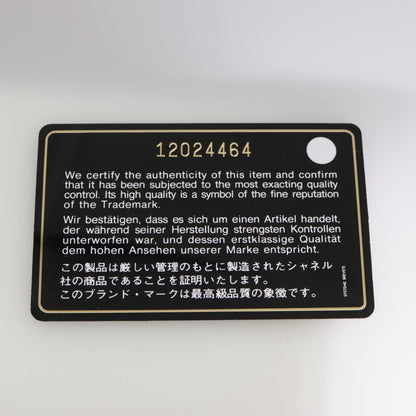 12024464
We certify the authenticity of this item and confirm
that it has been subjected to the most exacting quality
control. Its high quality is a symbol of the fine reputation
of the Trademark.
Wir bestätigen, dass es sich um einen Artikel handelt,
der während seiner Herstellung strengsten Kontrollen
unterworfen war, und dessen erstklassige Qualität
dem hohen Ansehen unserer Marke entspricht.
この製品は厳しい管理のもとに製造されたシャネル
社の商品であることを証明いたします。
このブランド・マークは最高級品質の象徴です。
SYSTEME BREVETE